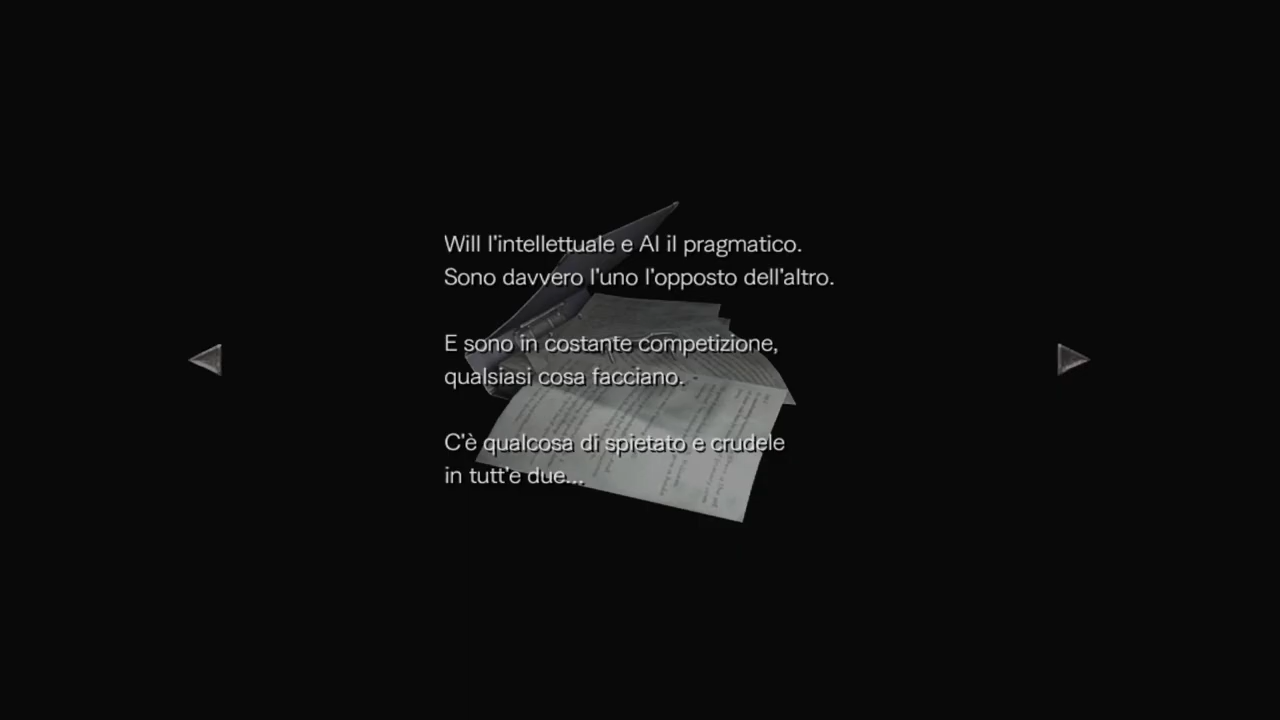 Will l'intellettuale e Al il pragmatico.
Sono davvero l'uno l'opposto dell'altro.
E sono in costante competizione,
qualsiasi cosa facciano.
C'è qualcosa di spietato e crudele
in tutt'e due...